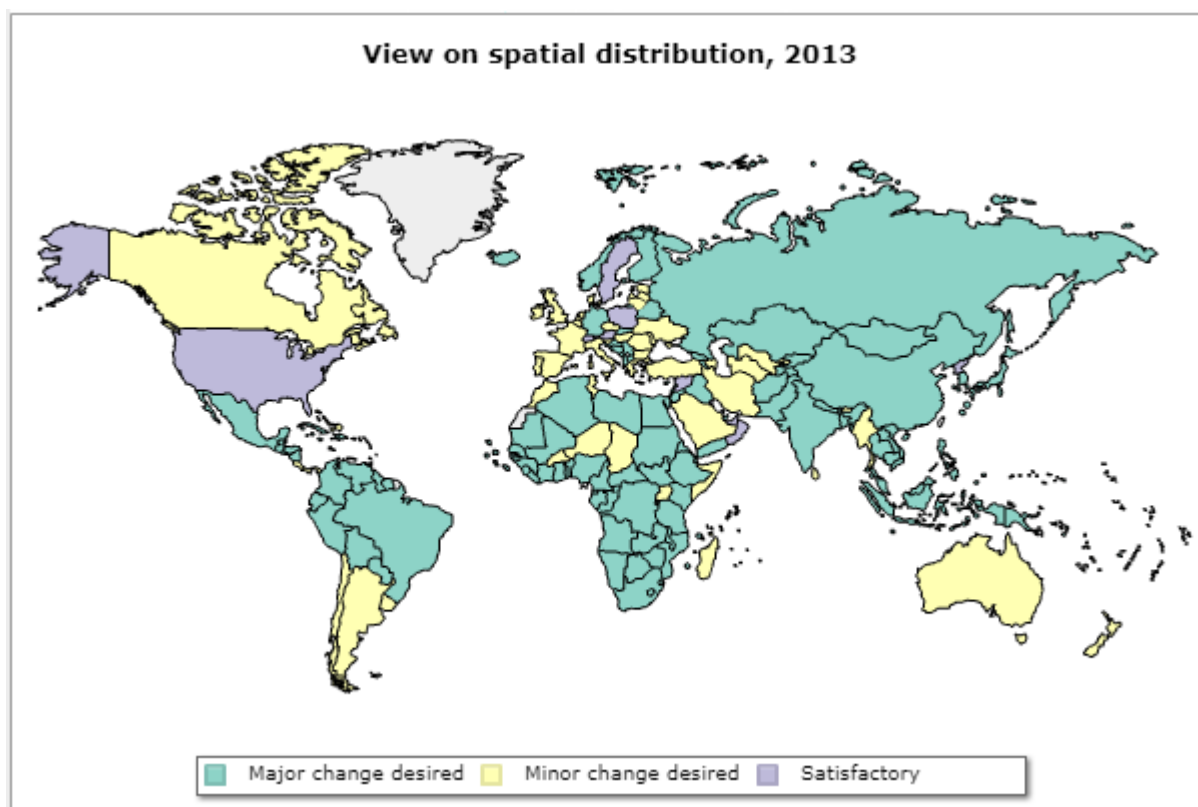 View on spatial distribution, 2013
Major change desired Minor change desired Satisfactory